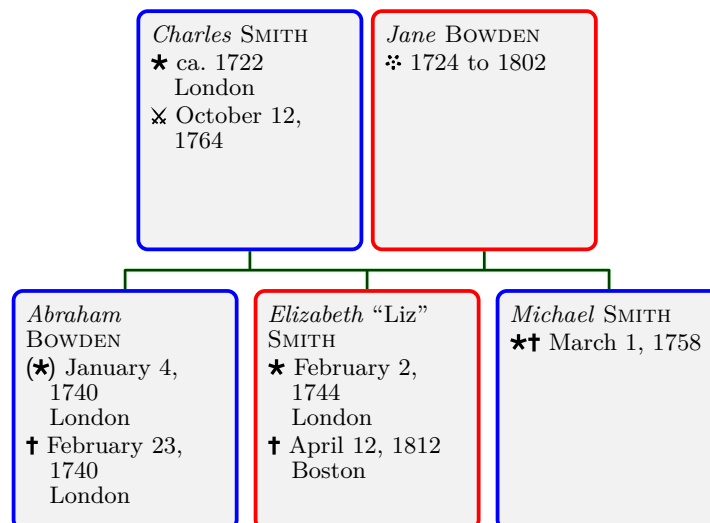 Charles SMITH
* ca. 1722
London
⚔ October 12,
1764
Jane BOWDEN
፨ 1724 to 1802
Abraham
BOWDEN
(*) January 4,
1740
London
† February 23,
1740
London
Elizabeth “Liz”
SMITH
* February 2,
1744
London
† April 12, 1812
Boston
Michael SMITH
*† March 1, 1758